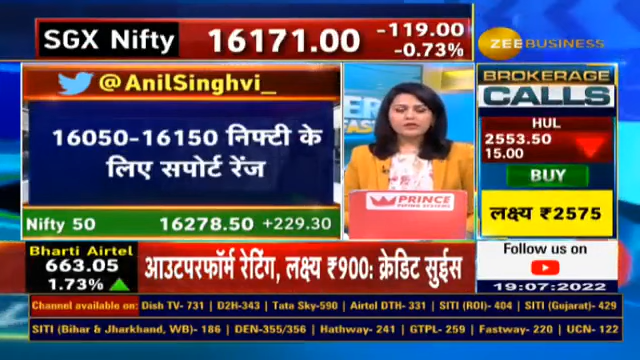 SGX Nifty 16171.00 -119.00 -0.73%
ZEE BUSINESS
@AnilSinghvi_
16050-16150 निफ्टी के
लिए सपोर्ट रेंज
Nifty 50 16278.50 +229.30
PRINCE
PIPING SYSTEMS
BROKERAGE
CALLS
HUL
2553.50
15.00
BUY
लक्ष्य ₹2575
Bharti Airtel
663.05
1.73%
आउटपरफॉर्म रेटिंग, लक्ष्य ₹900: क्रेडिट सुईस
Follow us on
19:07:2022
Channel available on: Dish TV- 731 | D2H-343 | Tata Sky-590 | Airtel DTH- 331 | SITI (ROI)- 404 | SITI (Gujarat)- 429
SITI (Bihar & Jharkhand, WB)- 186 | DEN-355/356 | Hathway- 241 | GTPL- 259 | Fastway- 220 | UCN- 122